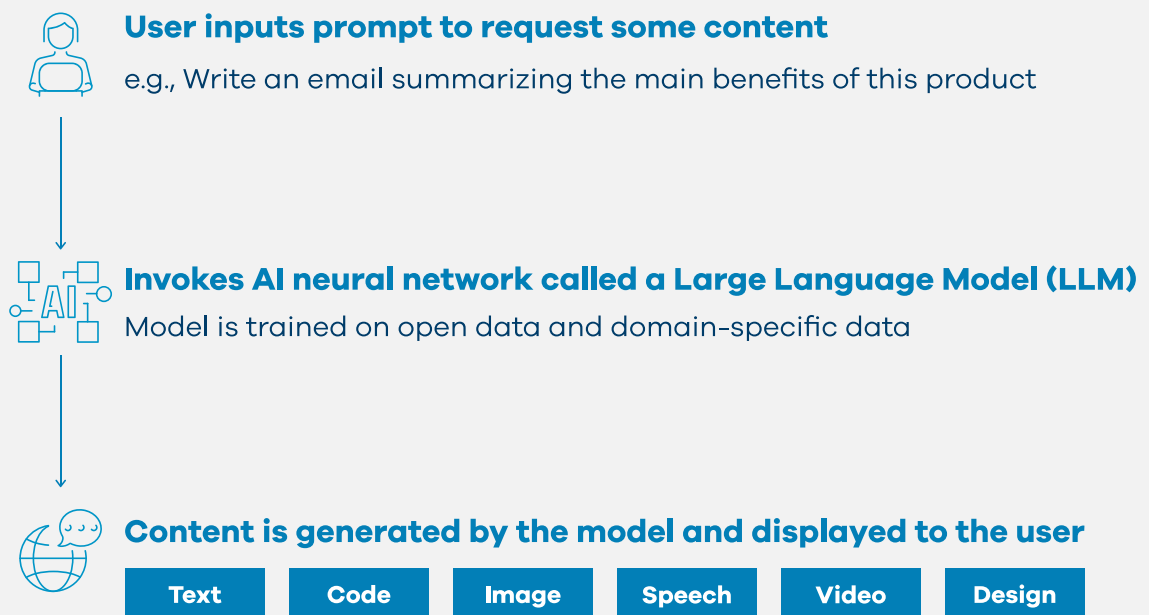 User inputs prompt to request some content
e.g., Write an email summarizing the main benefits of this product
AI
Invokes AI neural network called a Large Language Model (LLM)
Model is trained on open data and domain-specific data
Content is generated by the model and displayed to the user
Text
Code
Image
Speech
Video
Design